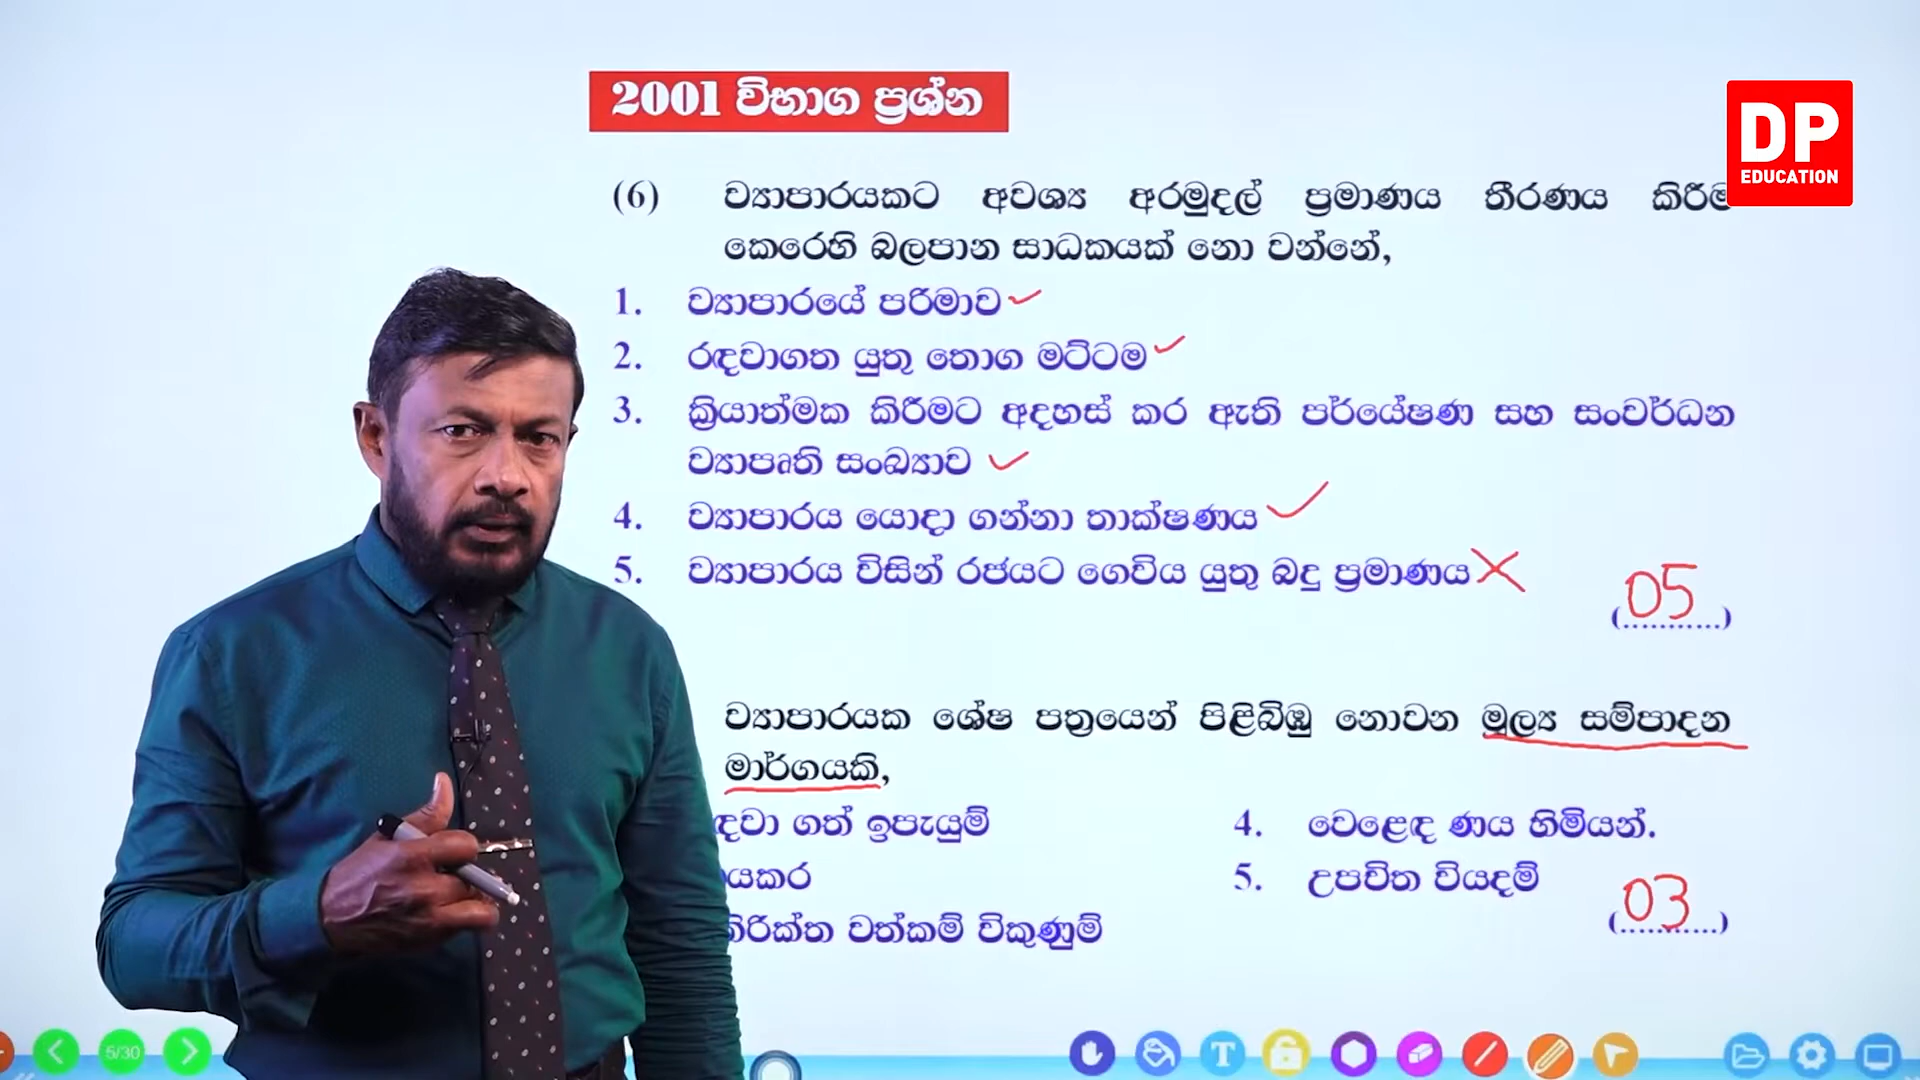 2001 විභාග ප්‍රශ්න
DP
EDUCATION
(6) ව්‍යාපාරයකට අවශ්‍ය අරමුදල් ප්‍රමාණය තීරණය කිරීම
කෙරෙහි බලපාන සාධකයක් නො වන්නේ,
1. ව්‍යාපාරයේ පරිමාව
2. රඳවාගත යුතු තොග මට්ටම
3. ක්‍රියාත්මක කිරීමට අදහස් කර ඇති පර්යේෂණ සහ සංවර්ධන
ව්‍යාපෘති සංඛ්‍යාව
4. ව්‍යාපාරය යොදා ගන්නා තාක්ෂණය
5. ව්‍යාපාරය විසින් රජයට ගෙවිය යුතු බදු ප්‍රමාණය
(05)
ව්‍යාපාරයක ශේෂ පත්‍රයෙන් පිළිබිඹු නොවන මූල්‍ය සම්පාදන
මාර්ගයකි,
ගත් ඉපැයුම්
4. වෙළෙඳ ණය හිමියන්.
5. උපචිත වියදම්
වත්කම් විකුණුම්
(03)
5/30